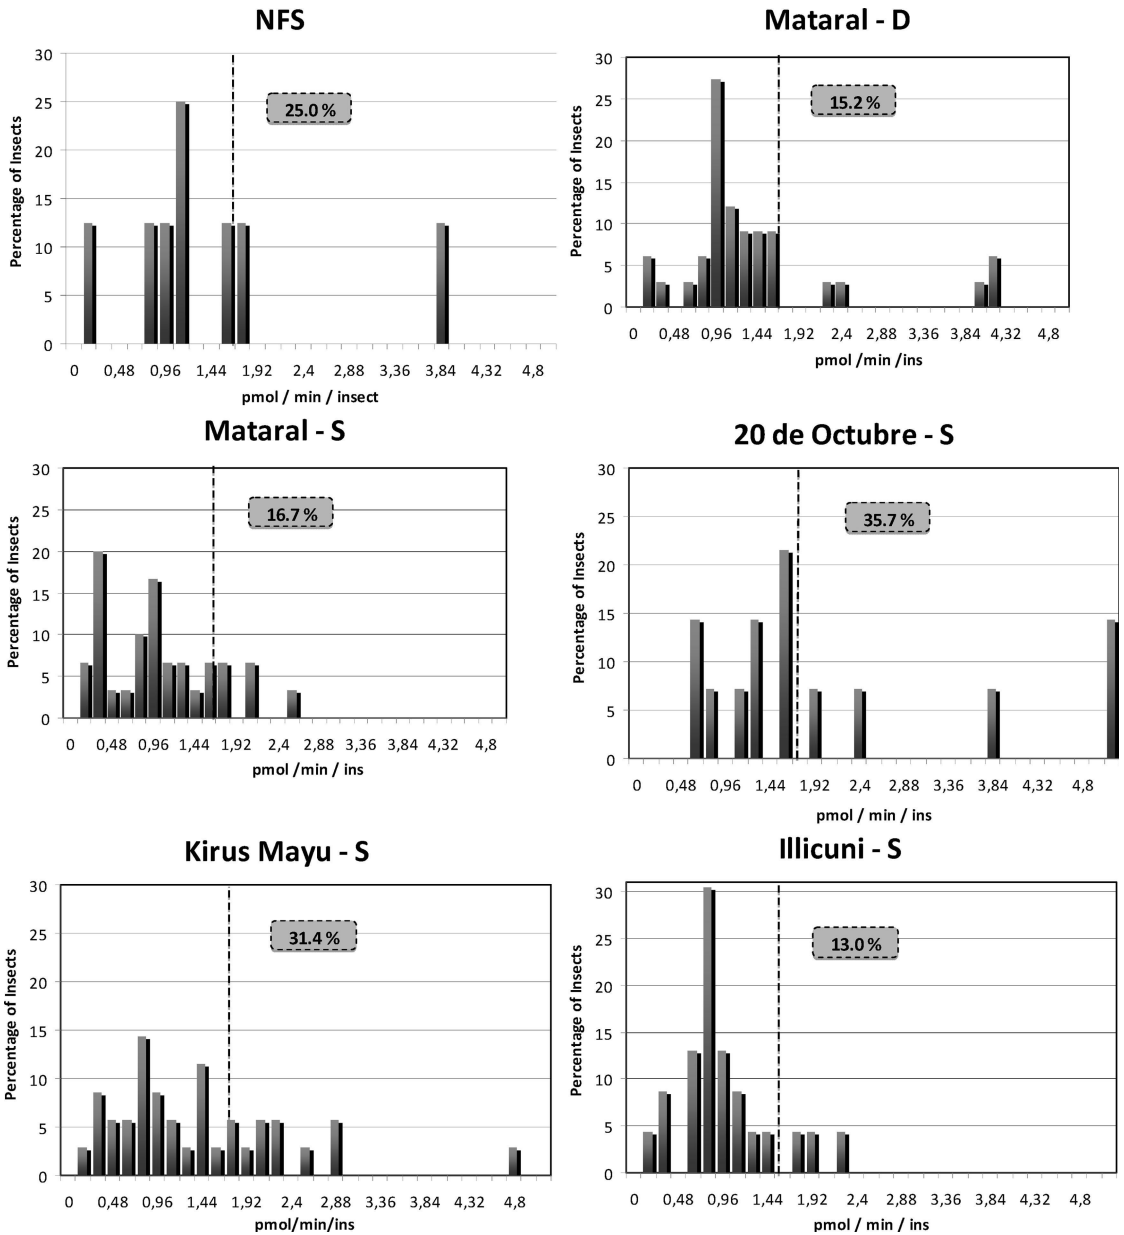 NFS
30
25
20
15
10
5
0
Percentage of Insects
25.0 %
0 0,48 0,96 1,44 1,92 2,4 2,88 3,36 3,84 4,32 4,8
pmol / min / insect
Mataral - D
30
25
20
15
10
5
0
Percentage of Insects
15.2 %
0 0,48 0,96 1,44 1,92 2,4 2,88 3,36 3,84 4,32 4,8
pmol /min /ins
Mataral - S
30
25
20
15
10
5
0
Percentage of Insects
16.7 %
0 0,48 0,96 1,44 1,92 2,4 2,88 3,36 3,84 4,32 4,8
pmol /min / ins
20 de Octubre - S
30
25
20
15
10
5
0
Percentage of Insects
35.7 %
0 0,48 0,96 1,44 1,92 2,4 2,88 3,36 3,84 4,32 4,8
pmol / min / ins
Kirus Mayu - S
30
25
20
15
10
5
0
Percentage of Insects
31.4 %
0 0,48 0,96 1,44 1,92 2,4 2,88 3,36 3,84 4,32 4,8
pmol/min/ins
Illicuni - S
30
25
20
15
10
5
0
Percentage of Insects
13.0 %
0 0,48 0,96 1,44 1,92 2,4 2,88 3,36 3,84 4,32 4,8
pmol / min / ins